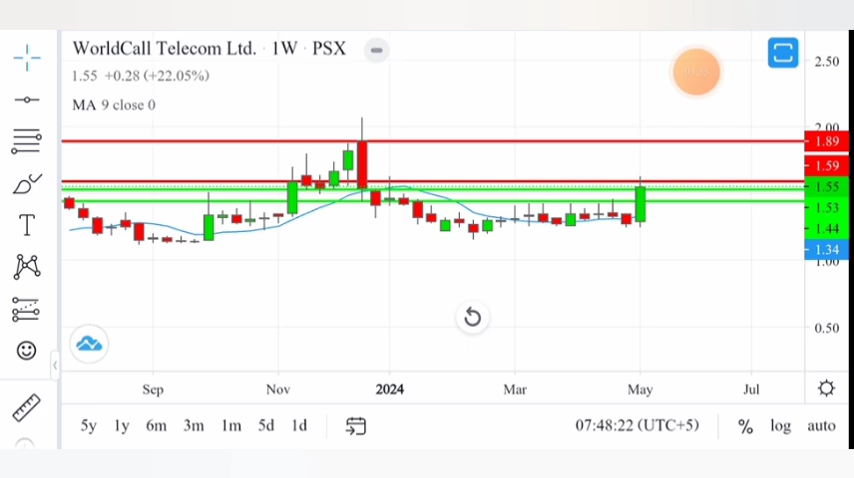 WorldCall Telecom Ltd. · 1W · PSX
1.55 +0.28 (+22.05%)
MA 9 close 0
2.50
2.00
1.89
1.59
1.55
1.53
1.44
1.34
1.00
0.50
T
Sep Nov 2024 Mar May Jul
5y 1y 6m 3m 1m 5d 1d 07:48:22 (UTC+5) % log auto